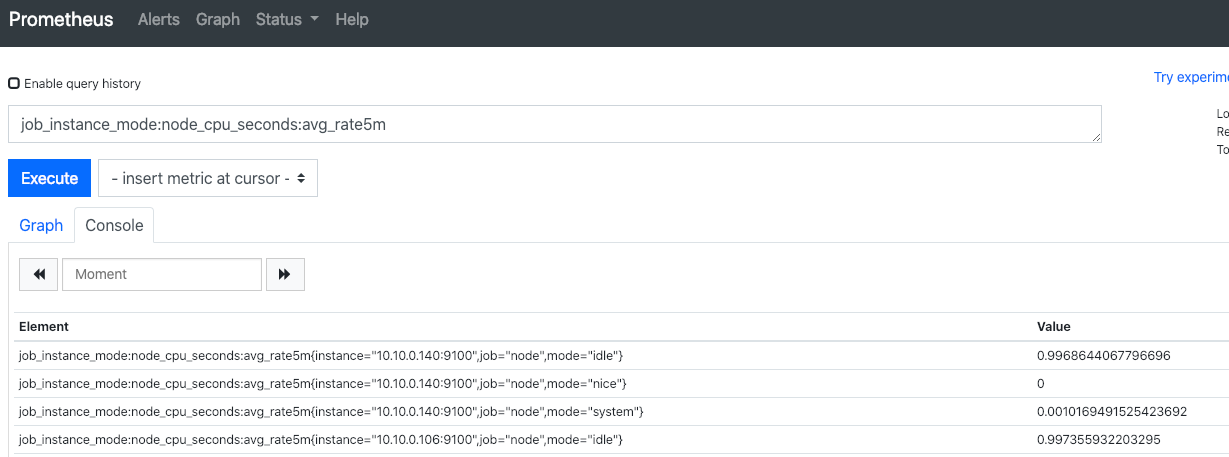 Prometheus Alerts Graph Status Help
Enable query history
Try experim
job_instance_mode:node_cpu_seconds:avg_rate5m
Lo
Re
To
Execute - insert metric at cursor -
Graph Console
Moment
Element Value
job_instance_mode:node_cpu_seconds:avg_rate5m{instance="10.10.0.140:9100",job="node",mode="idle"} 0.9968644067796696
job_instance_mode:node_cpu_seconds:avg_rate5m{instance="10.10.0.140:9100",job="node",mode="nice"} 0
job_instance_mode:node_cpu_seconds:avg_rate5m{instance="10.10.0.140:9100",job="node",mode="system"} 0.0010169491525423692
job_instance_mode:node_cpu_seconds:avg_rate5m{instance="10.10.0.106:9100",job="node",mode="idle"} 0.997355932203295